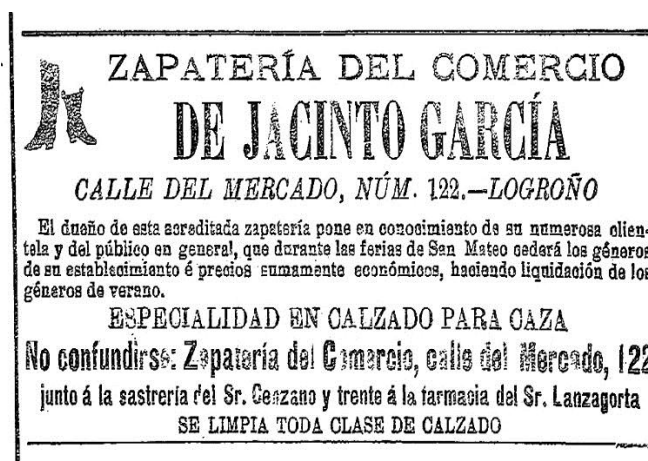 ZAPATERÍA DEL COMERCIO
DE JACINTO GARCÍA
CALLE DEL MERCADO, NÚM. 122.—LOGROÑO
El dueño de esta acreditada zapatería pone en conocimiento de su numerosa clien-
tela y del público en general, que durante las ferias de San Mateo cederá los géneros
de su establecimiento é precios sumamente económicos, haciendo liquidación de los
géneros de verano.
ESPECIALIDAD EN CALZADO PARA CAZA
No confundirse: Zapatería del Comercio, calle del Mercado, 122
junto á la sastrería del Sr. Cenzano y frente á la farmacia del Sr. Lanzagorta
SE LIMPIA TODA CLASE DE CALZADO